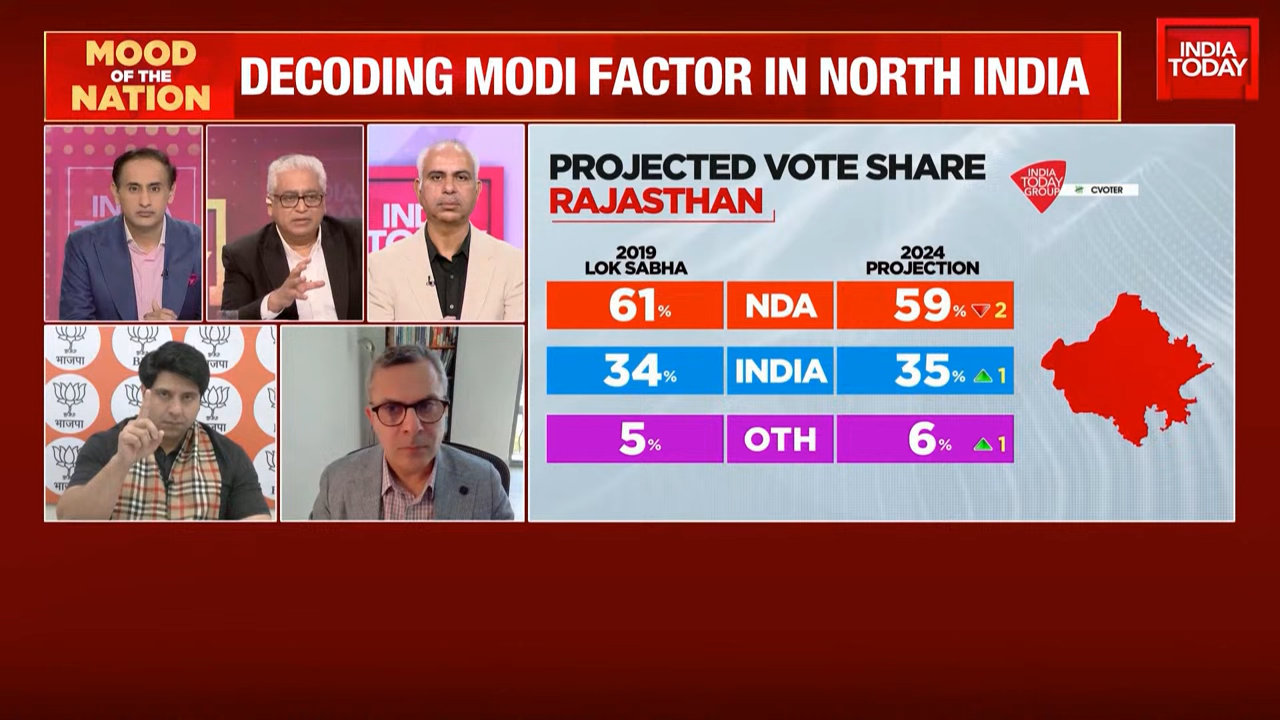 MOOD
OF THE
NATION
DECODING MODI FACTOR IN NORTH INDIA
INDIA
TODAY
PROJECTED VOTE SHARE
RAJASTHAN
INDIA
TODAY
GROUP
CVOTER
2019
LOK SABHA
2024
PROJECTION
61% NDA 59% 2
34% INDIA 35% 1
5% OTH 6% 1
भाजपा
भाजपा
भाजपा